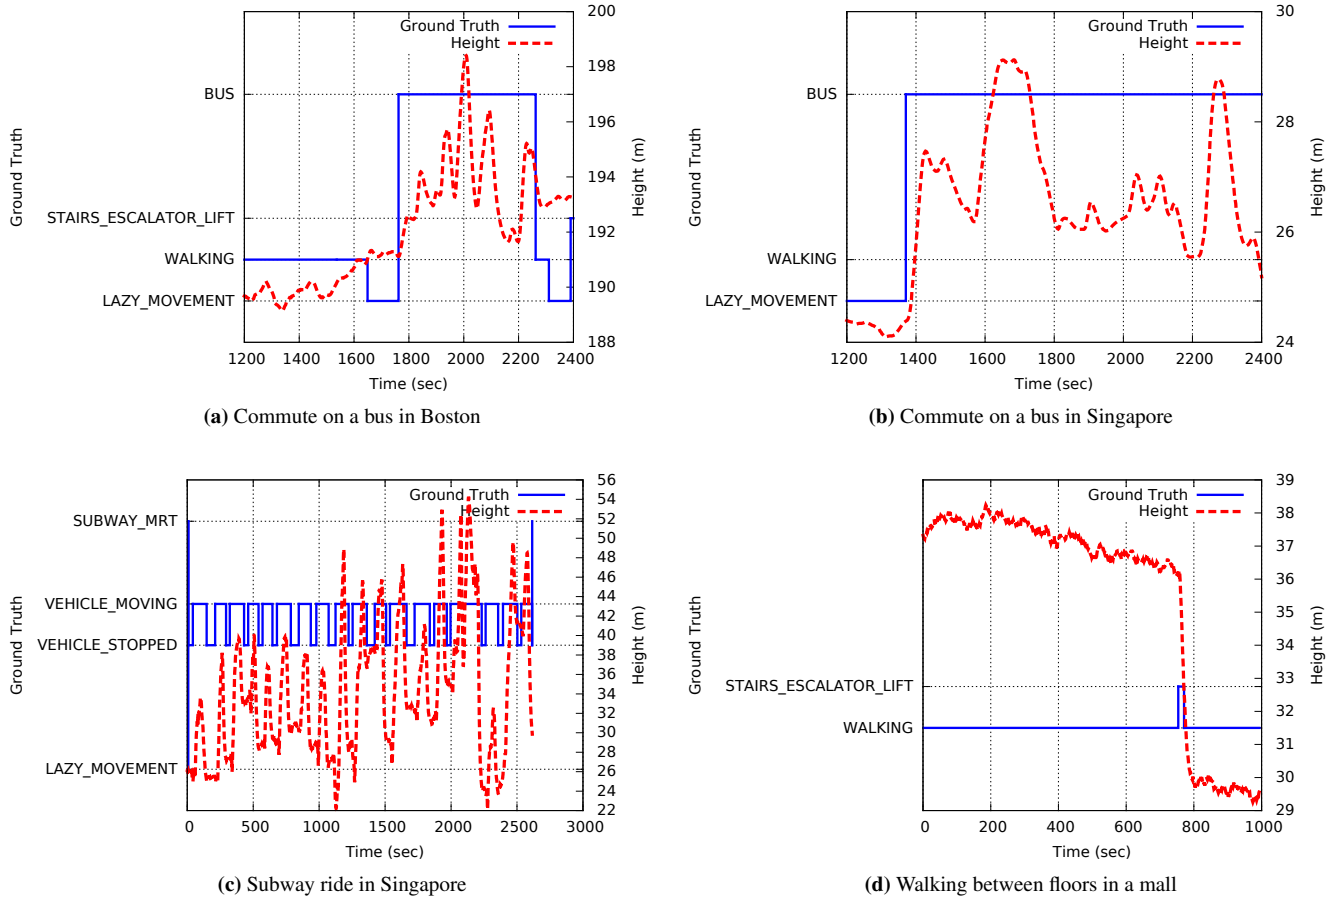 Ground Truth
Height
200
198
196
194
192
190
188
BUS
STAIRS_ESCALATOR_LIFT
WALKING
LAZY_MOVEMENT
Ground Truth
Height (m)
1200 1400 1600 1800 2000 2200 2400
Time (sec)
(a) Commute on a bus in Boston
Ground Truth
Height
30
28
26
24
BUS
WALKING
LAZY_MOVEMENT
Ground Truth
Height (m)
1200 1400 1600 1800 2000 2200 2400
Time (sec)
(b) Commute on a bus in Singapore
Ground Truth
Height
56
54
52
50
48
46
44
42
40
38
36
34
32
30
28
26
24
22
SUBWAY_MRT
VEHICLE_MOVING
VEHICLE_STOPPED
LAZY_MOVEMENT
Ground Truth
Height (m)
0 500 1000 1500 2000 2500 3000
Time (sec)
(c) Subway ride in Singapore
Ground Truth
Height
39
38
37
36
35
34
33
32
31
30
29
STAIRS_ESCALATOR_LIFT
WALKING
Ground Truth
Height (m)
0 200 400 600 800 1000
Time (sec)
(d) Walking between floors in a mall